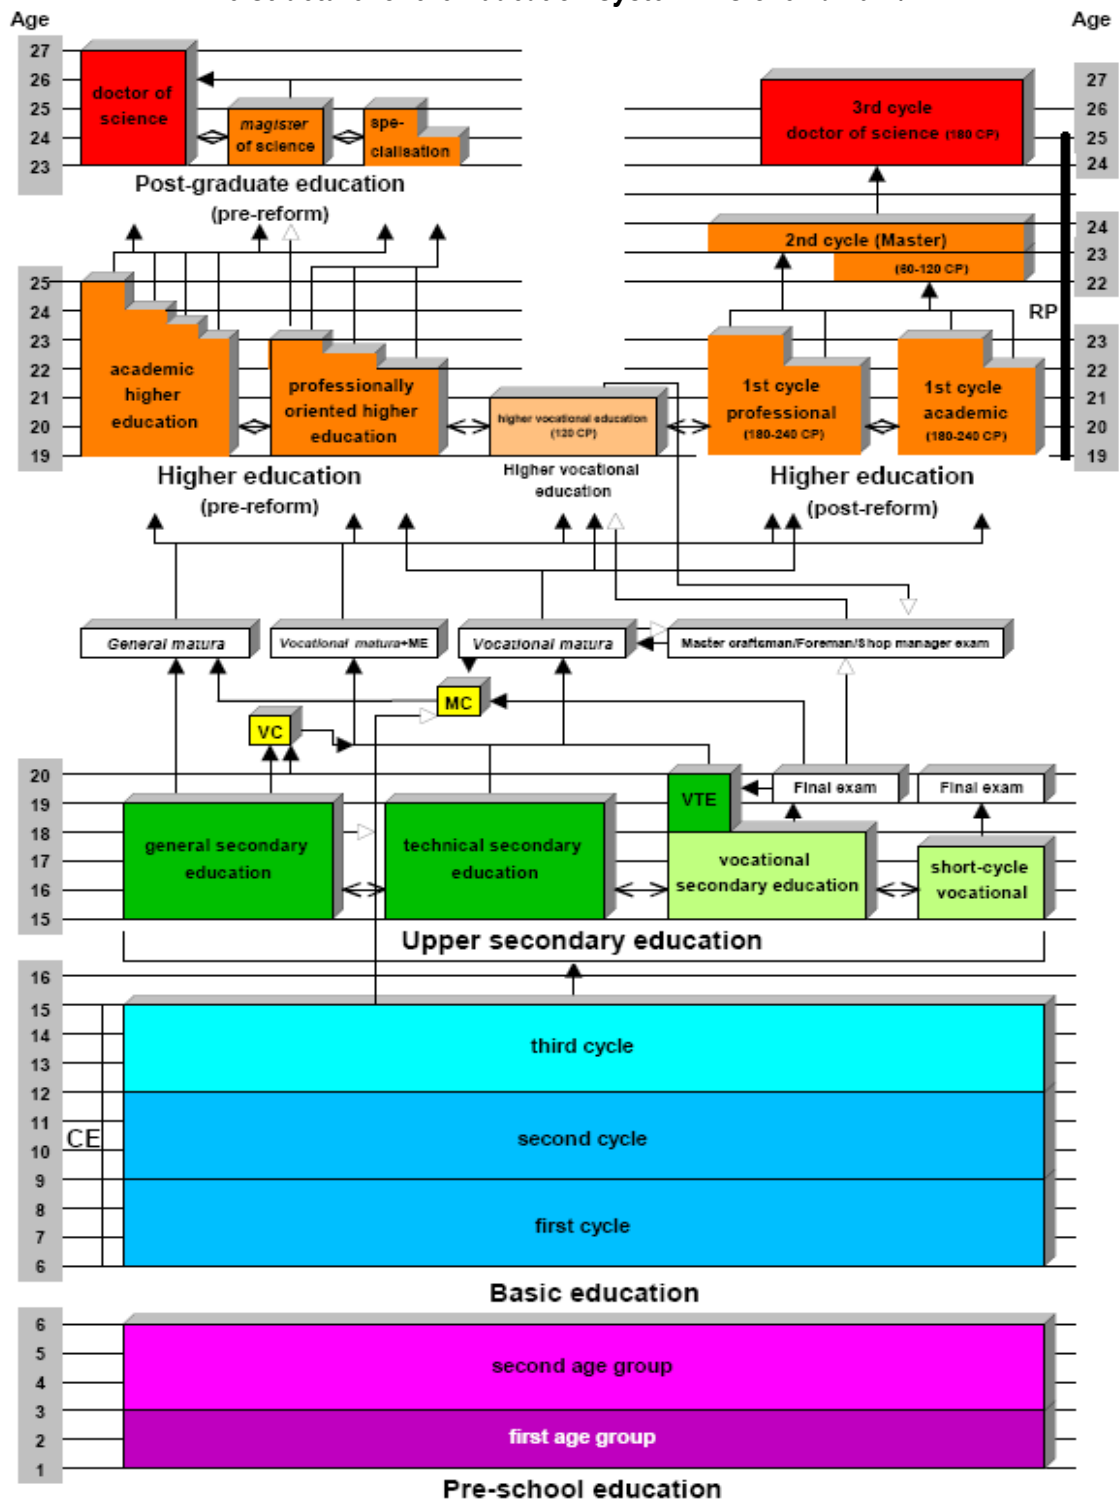 Age
Age
27
26
25
24
23
doctor of
science
magister
of science
spe-
cialisation
Post-graduate education
(pre-reform)
27
26
25
24
3rd cycle
doctor of science (180 CP)
24
23
22
2nd cycle (Master)
(60-120 CP)
RP
25
24
23
22
21
20
19
academic
higher
education
professionally
oriented higher
education
higher vocational education
(120 CP)
1st cycle
professional
(180-240 CP)
1st cycle
academic
(180-240 CP)
23
22
21
20
19
Higher education
(pre-reform)
Higher vocational
education
Higher education
(post-reform)
General matura
Vocational matura+ME
Vocational matura
Master craftsman/Foreman/Shop manager exam
MC
VC
20
19
18
17
16
15
general secondary
education
technical secondary
education
VTE
Final exam
Final exam
vocational
secondary education
short-cycle
vocational
Upper secondary education
16
15
14
13
12
11
10
9
8
7
6
CE
third cycle
second cycle
first cycle
Basic education
6
5
4
3
2
1
second age group
first age group
Pre-school education